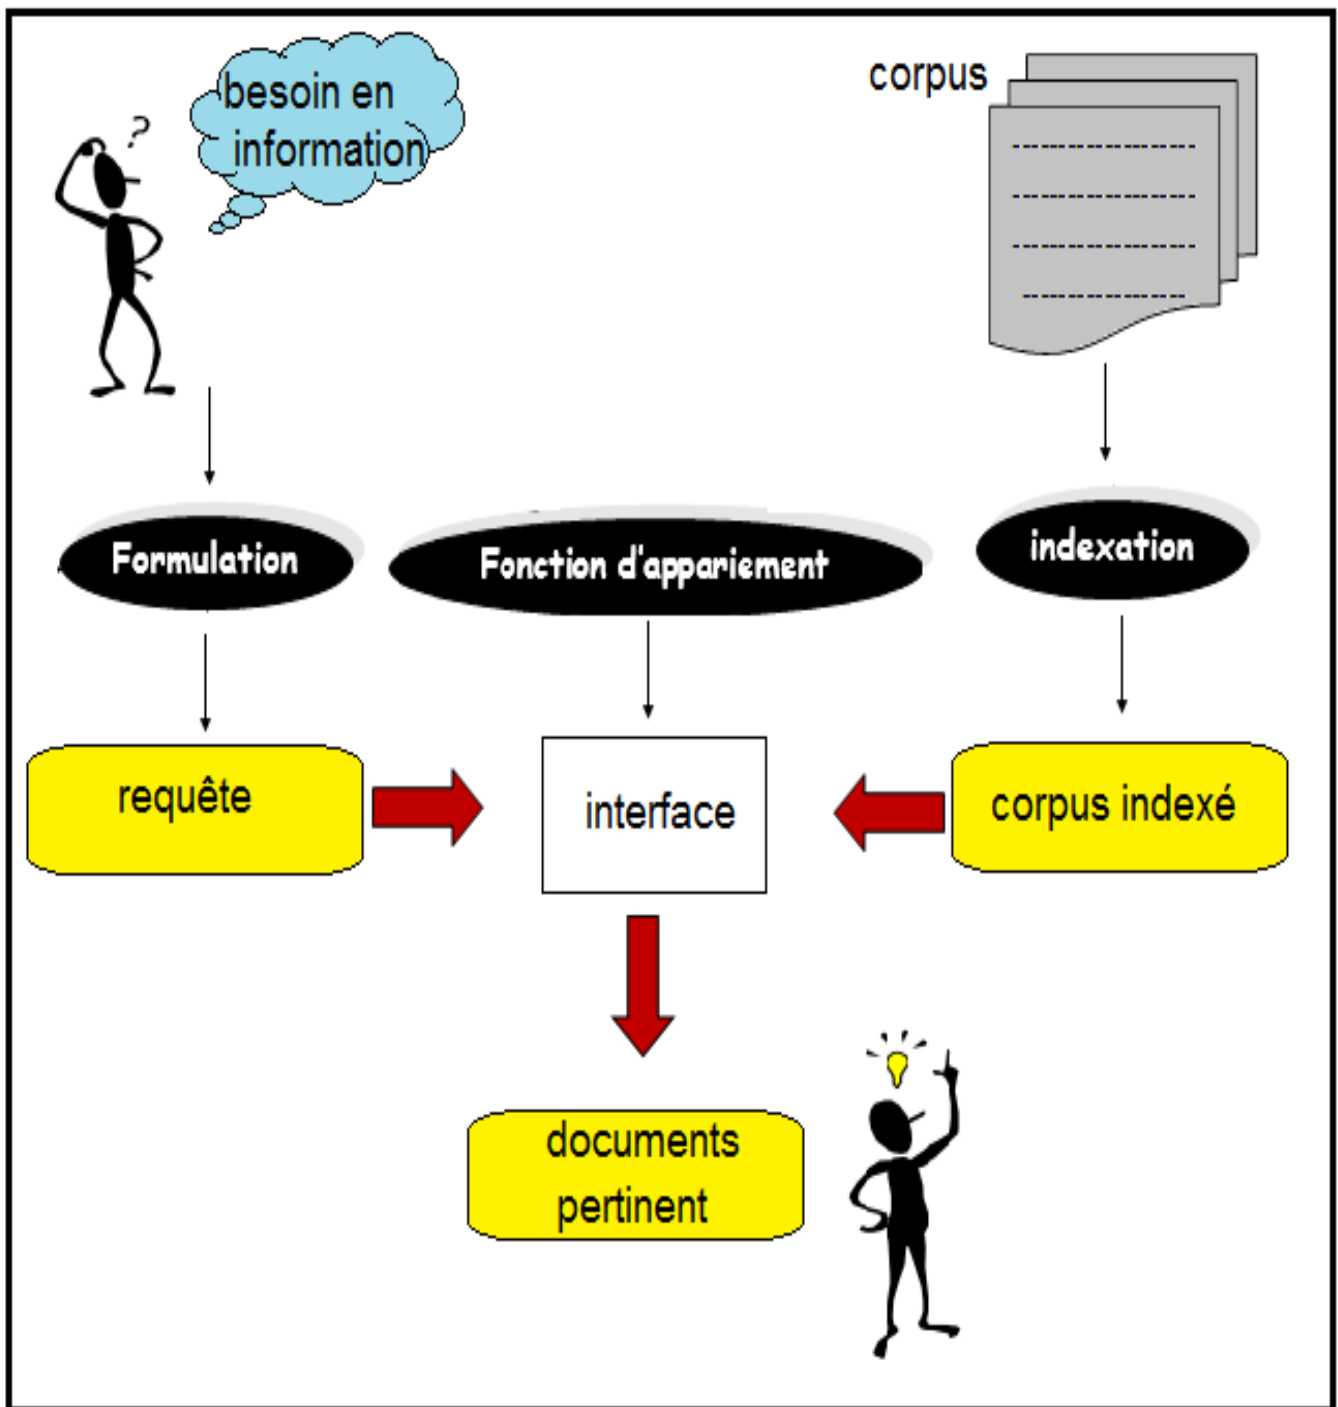 besoin en
information
?
corpus
Formulation
Fonction d'appariement
indexation
requête
interface
corpus indexé
documents
pertinent